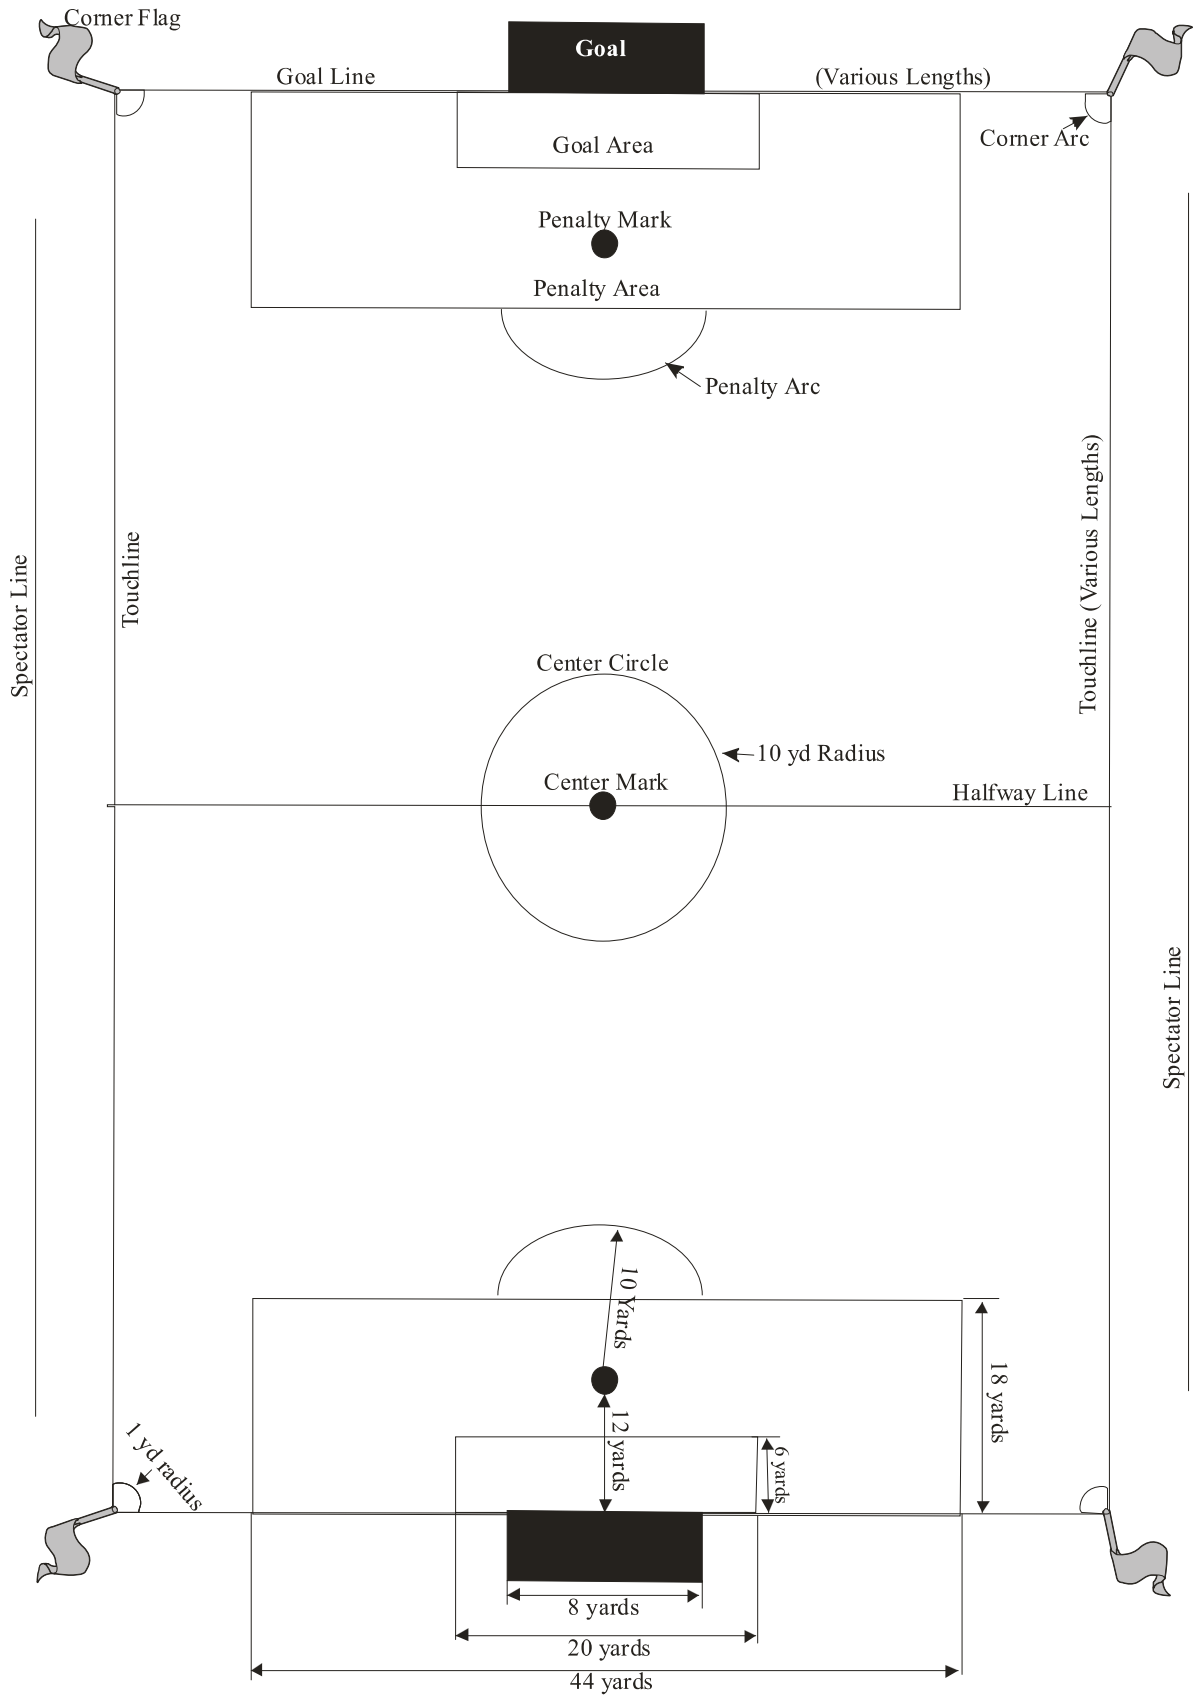 Corner Flag
Goal
Goal Line
(Various Lengths)
Goal Area
Corner Arc
Penalty Mark
Penalty Area
Penalty Arc
Touchline (Various Lengths)
Touchline
Spectator Line
Center Circle
10 yd Radius
Center Mark
Halfway Line
Spectator Line
10 Yards
18 yards
12 yards
6 yards
1 yd radius
8 yards
20 yards
44 yards